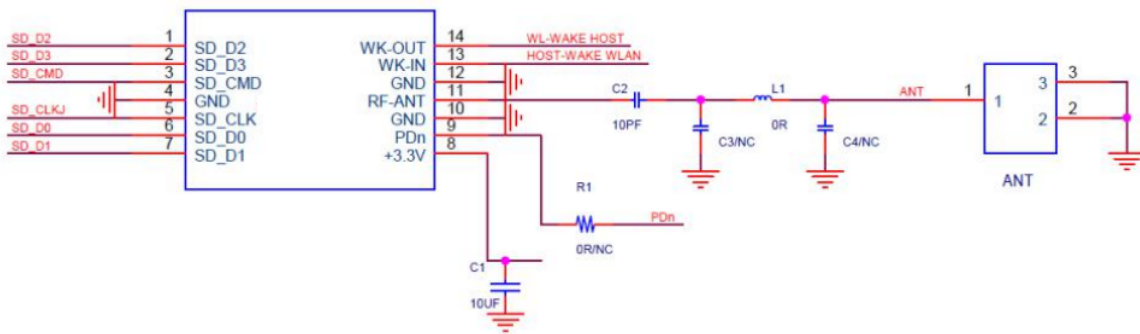 SD_D2 1 SD_D2 WK-OUT 14 WL-WAKE HOST
SD_D3 2 SD_D3 WK-IN 13 HOST-WAKE WLAN
SD_CMD 3 SD_CMD GND 12
4 GND RF-ANT 11
SD_CLKJ 5 SD_CLK GND 10
SD_D0 6 SD_D0 PDn 9
SD_D1 7 SD_D1 +3.3V 8
C2 L1 ANT 1 1 3 3
10PF 0R 2 2
C3/NC C4/NC
ANT
R1
PDn
0R/NC
C1
10UF